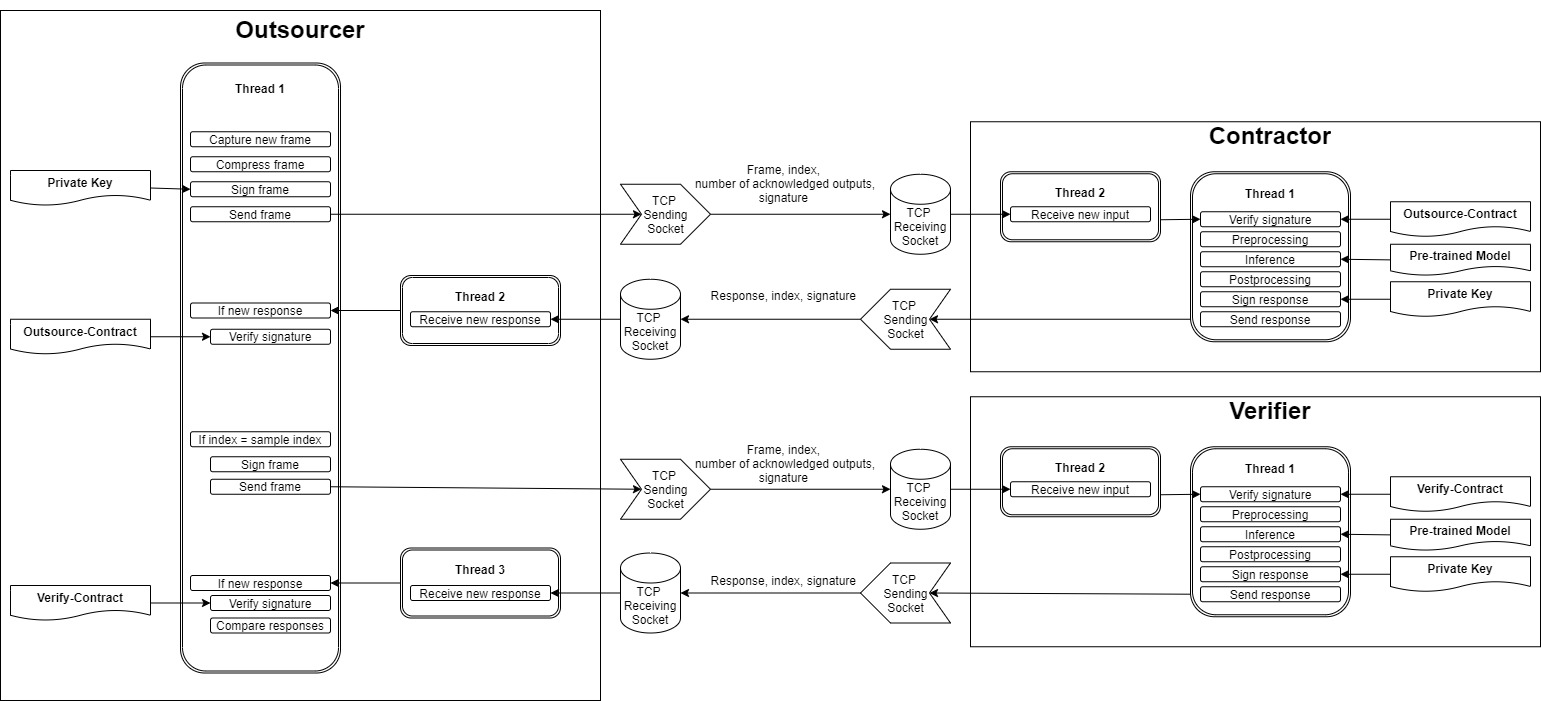 Outsourcer
Thread 1
Capture new frame
Compress frame
Private Key
Sign frame
Send frame
TCP
Sending
Socket
Frame, index,
number of acknowledged outputs,
signature
TCP
Receiving
Socket
Contractor
Thread 2
Receive new input
Thread 1
Verify signature
Preprocessing
Inference
Postprocessing
Sign response
Send response
Outsource-Contract
Pre-trained Model
Private Key
If new response
Outsource-Contract
Verify signature
Thread 2
Receive new response
TCP
Receiving
Socket
Response, index, signature
TCP
Sending
Socket
If index = sample index
Sign frame
Send frame
TCP
Sending
Socket
Frame, index,
number of acknowledged outputs,
signature
TCP
Receiving
Socket
Verifier
Thread 2
Receive new input
Thread 1
Verify signature
Preprocessing
Inference
Postprocessing
Sign response
Send response
Verify-Contract
Pre-trained Model
Private Key
If new response
Verify-Contract
Verify signature
Compare responses
Thread 3
Receive new response
TCP
Receiving
Socket
Response, index, signature
TCP
Sending
Socket